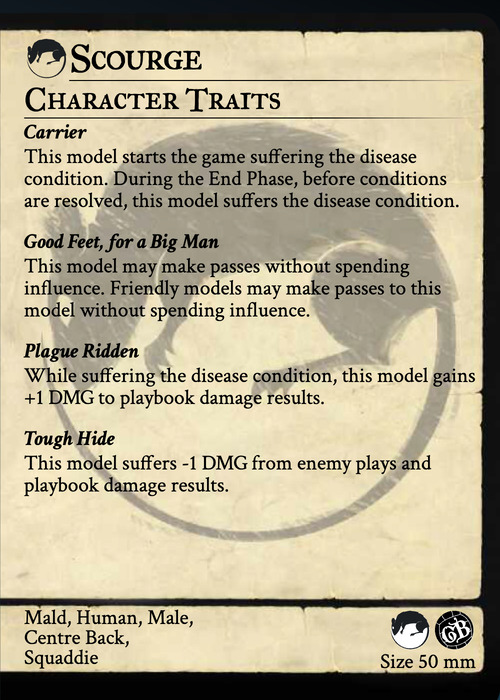 Scourge
Character Traits
Carrier
This model starts the game suffering the disease
condition. During the End Phase, before conditions
are resolved, this model suffers the disease condition.
Good Feet, for a Big Man
This model may make passes without spending
influence. Friendly models may make passes to this
model without spending influence.
Plague Ridden
While suffering the disease condition, this model gains
+1 DMG to playbook damage results.
Tough Hide
This model suffers -1 DMG from enemy plays and
playbook damage results.
Mald, Human, Male,
Centre Back,
Squaddie
GB
Size 50 mm